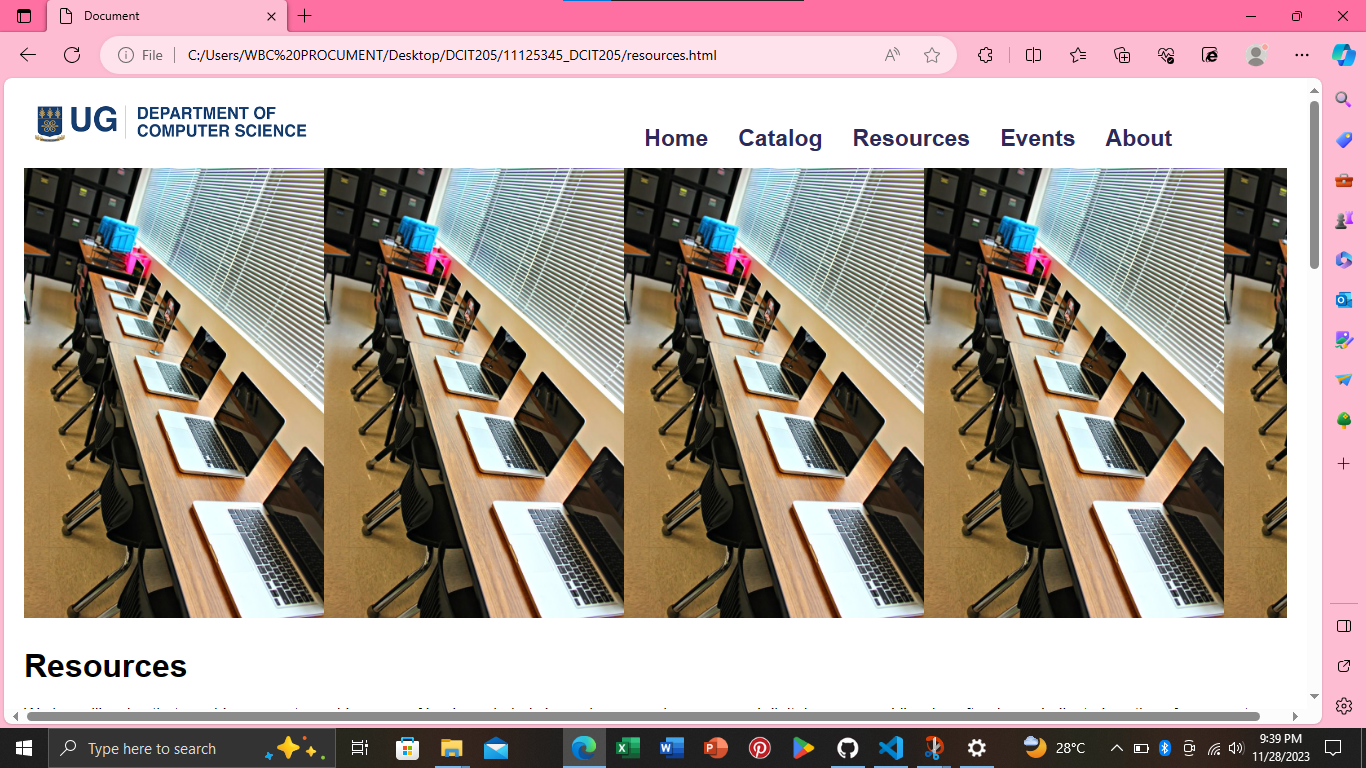 Document
File
C:/Users/WBC%20PROCUMENT/Desktop/DCIT205/11125345_DCIT205/resources.html
UG
DEPARTMENT OF
COMPUTER SCIENCE
Home Catalog Resources Events About
Resources
Type here to search
28°C
9:39 PM
11/28/2023